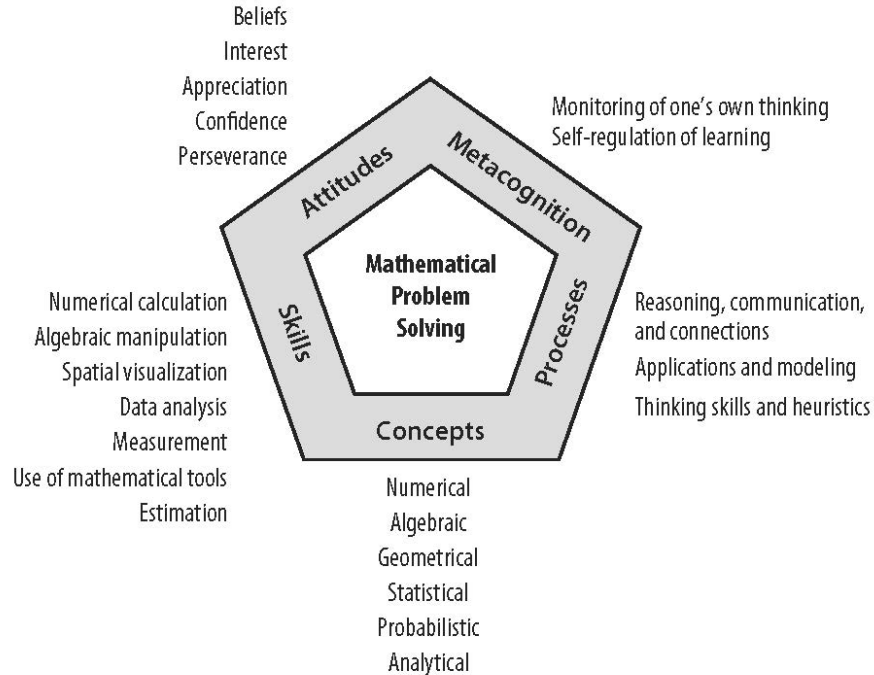 Beliefs
Interest
Appreciation
Confidence
Perseverance
Attitudes
Metacognition
Monitoring of one’s own thinking
Self-regulation of learning
Mathematical
Problem
Solving
Skills
Numerical calculation
Algebraic manipulation
Spatial visualization
Data analysis
Measurement
Use of mathematical tools
Estimation
Processes
Reasoning, communication,
and connections
Applications and modeling
Thinking skills and heuristics
Concepts
Numerical
Algebraic
Geometrical
Statistical
Probabilistic
Analytical